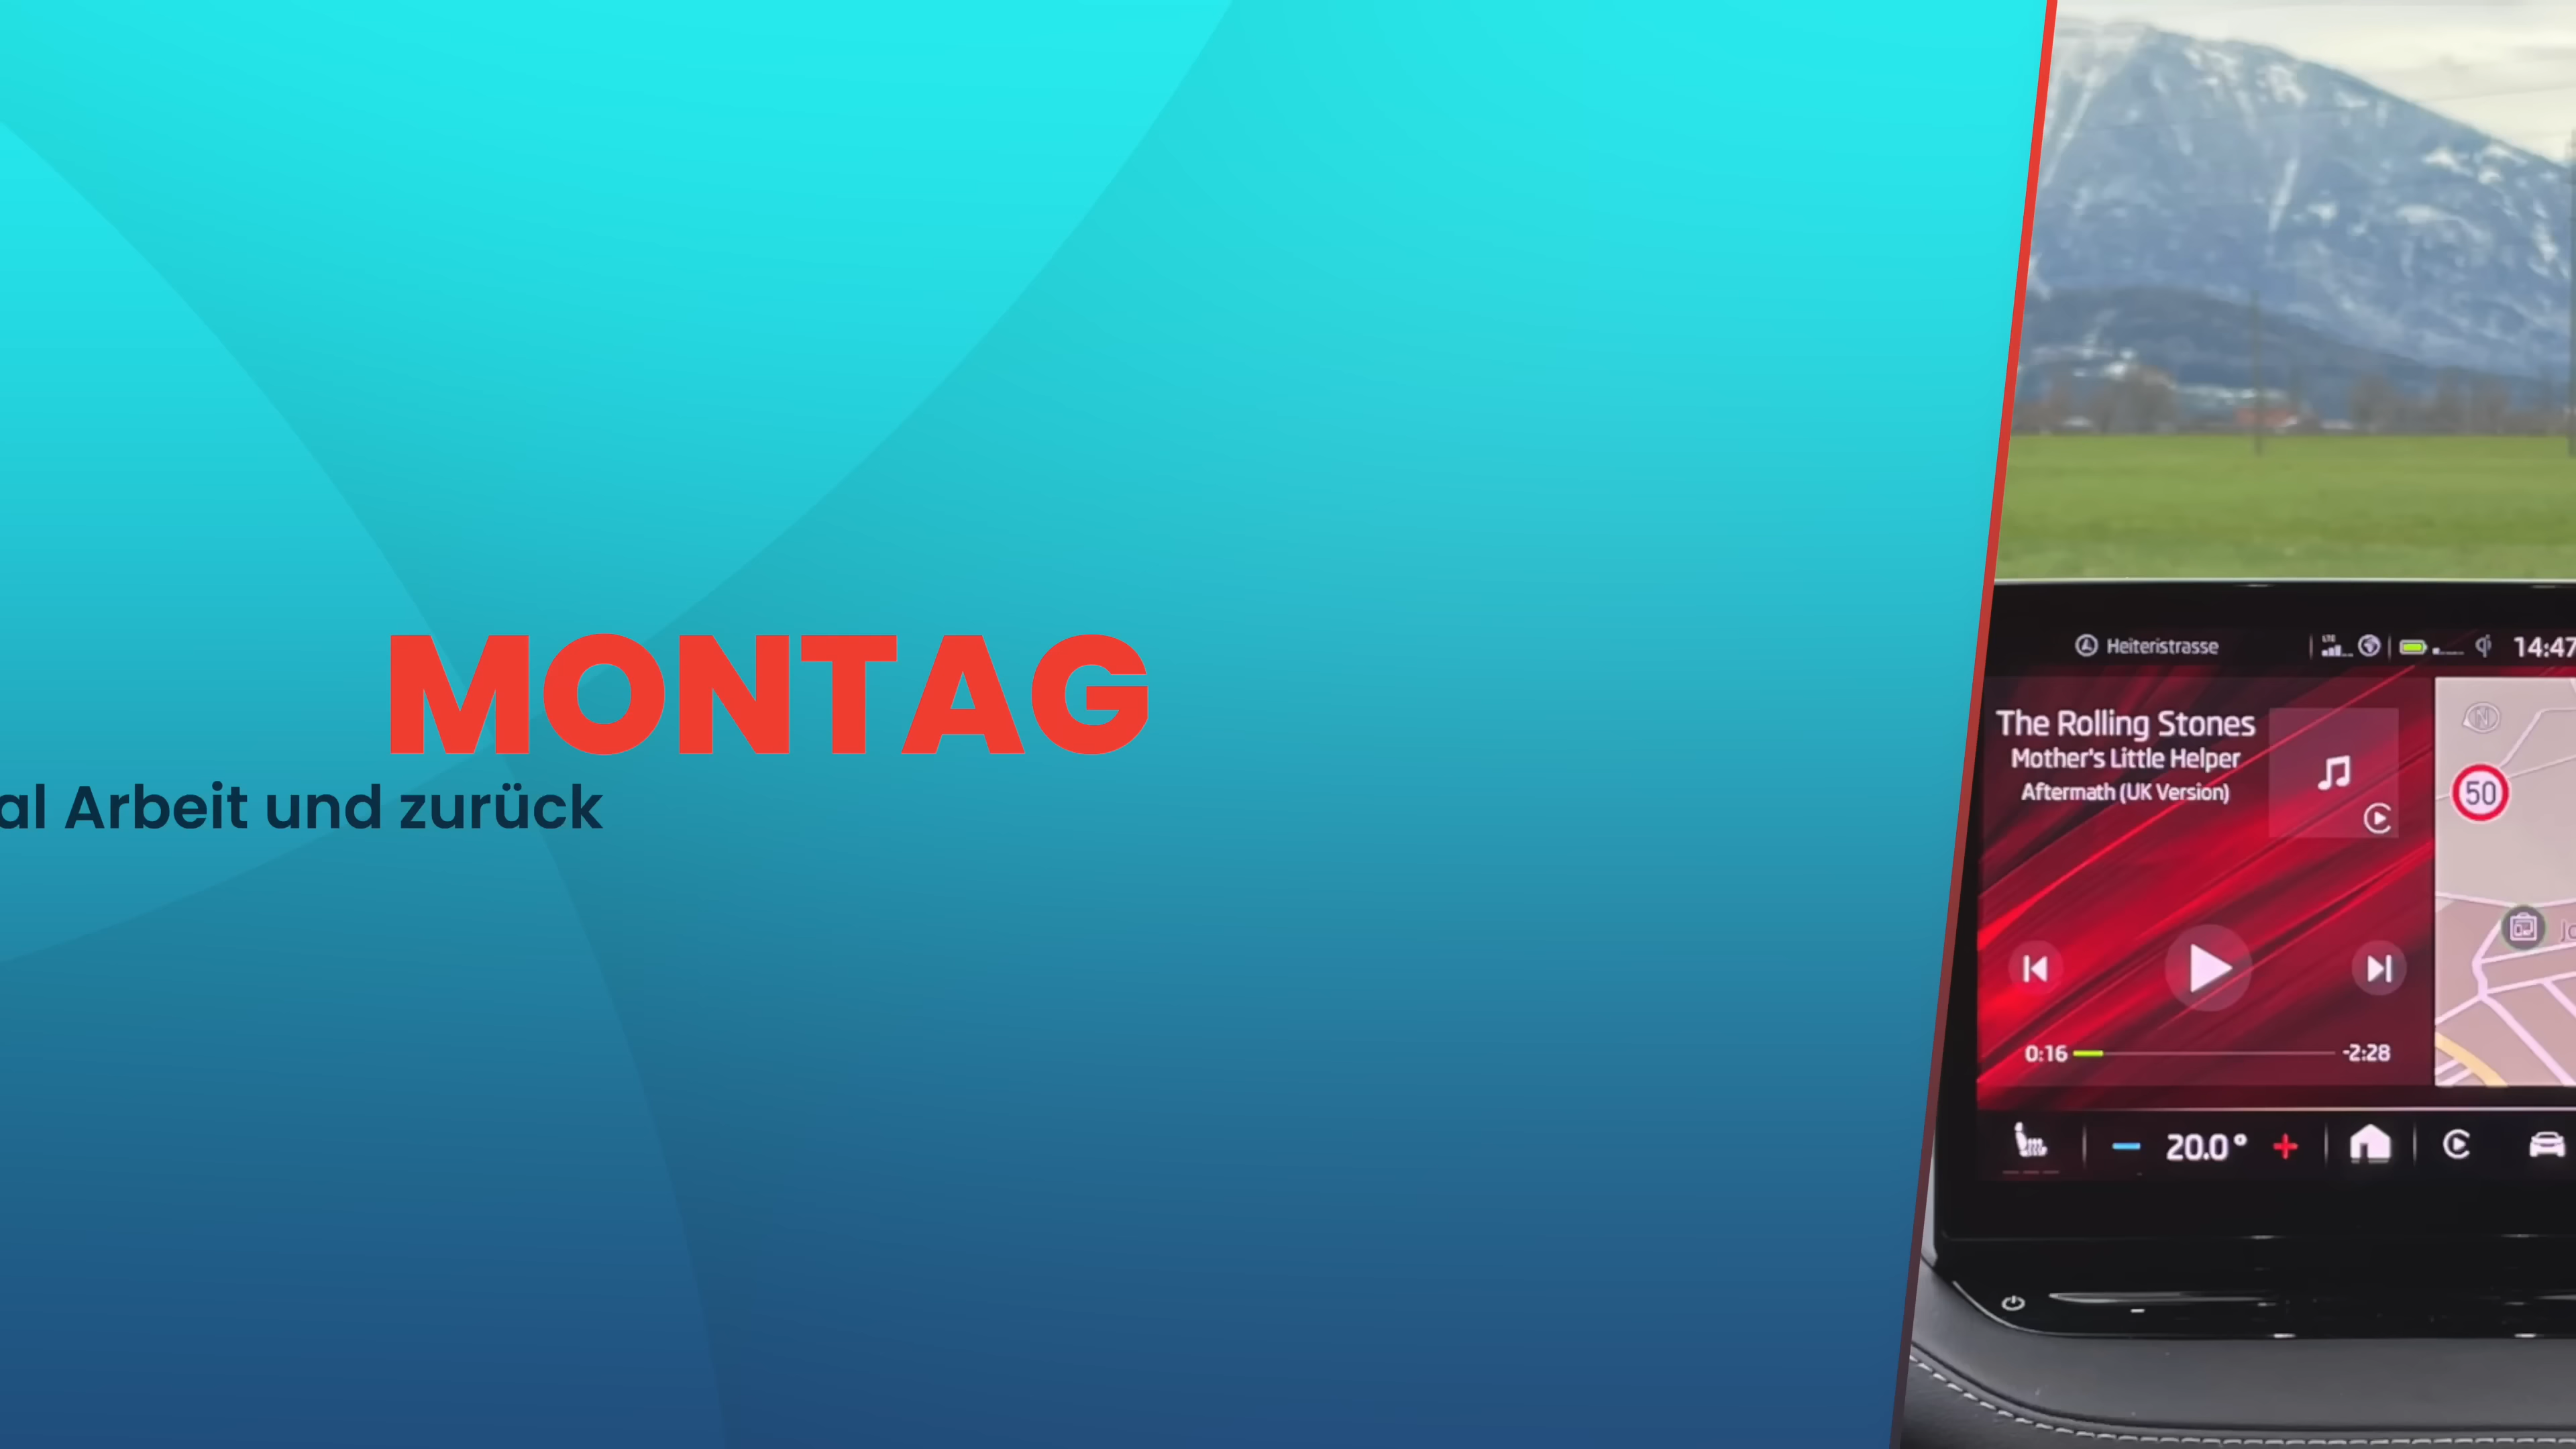 MONTAG
al Arbeit und zurück
Heiteristrasse
LTE
14:47
The Rolling Stones
Mother's Little Helper
Aftermath (UK Version)
N
50
0:16
-2:28
20.0°